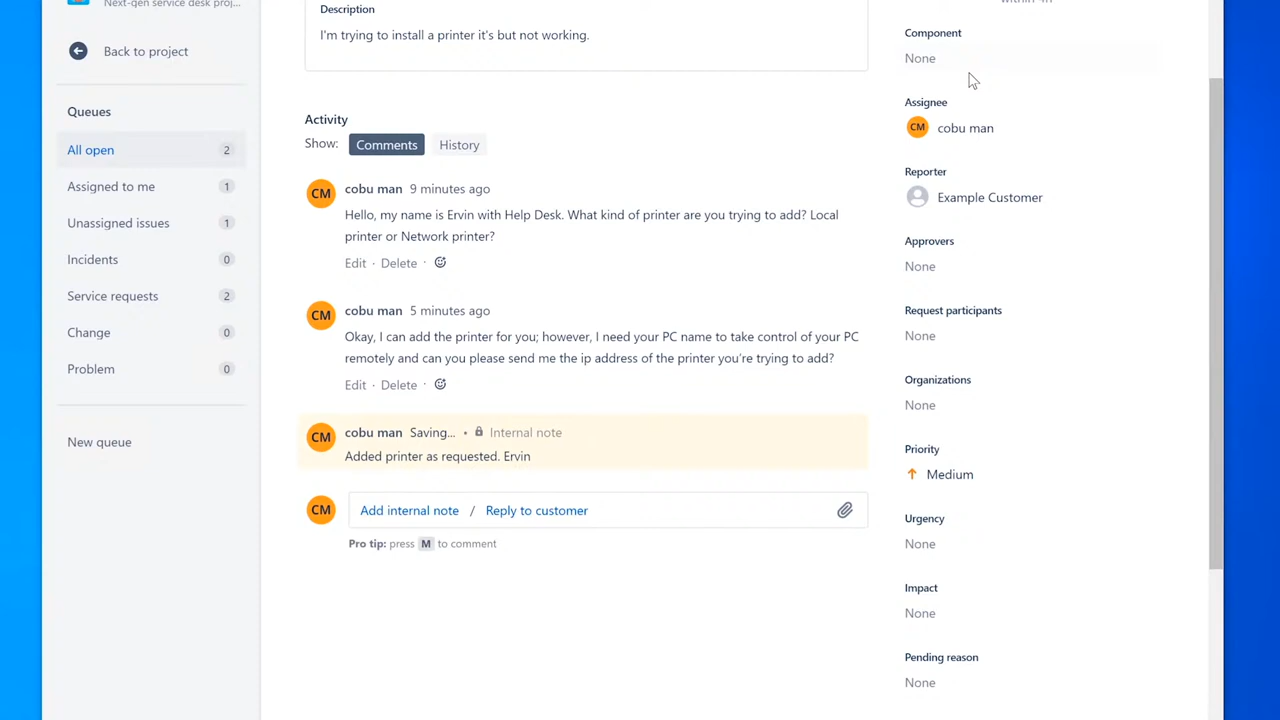 Next-gen service desk proj...
Back to project
Queues
All open 2
Assigned to me 1
Unassigned issues 1
Incidents 0
Service requests 2
Change 0
Problem 0
New queue
Description
I'm trying to install a printer it's but not working.
Activity
Show: Comments History
CM cobu man 9 minutes ago
Hello, my name is Ervin with Help Desk. What kind of printer are you trying to add? Local
printer or Network printer?
Edit · Delete ·
CM cobu man 5 minutes ago
Okay, I can add the printer for you; however, I need your PC name to take control of your PC
remotely and can you please send me the ip address of the printer you're trying to add?
Edit · Delete ·
CM cobu man Saving... • Internal note
Added printer as requested. Ervin
CM Add internal note / Reply to customer
Pro tip: press M to comment
within 4h
Component
None
Assignee
CM cobu man
Reporter
Example Customer
Approvers
None
Request participants
None
Organizations
None
Priority
Medium
Urgency
None
Impact
None
Pending reason
None